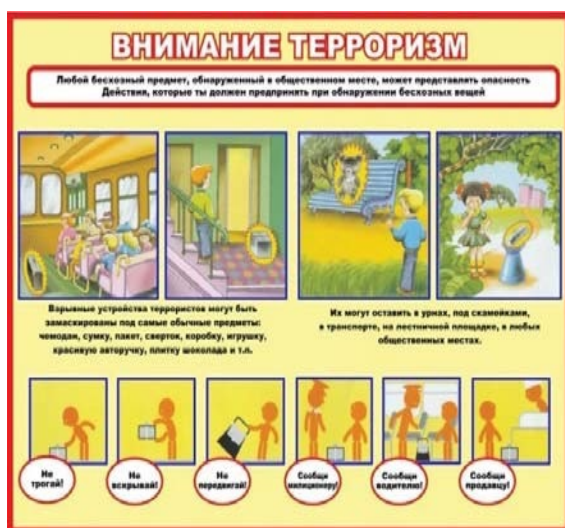 ВНИМАНИЕ ТЕРРОРИЗМ
Любой бесхозный предмет, обнаруженный в общественном месте, может представлять опасность
Действия, которые ты должен предпринять при обнаружении бесхозных вещей
Взрывные устройства террористов могут быть
замаскированы под самые обычные предметы:
чемодан, сумку, пакет, сверток, коробку, игрушку,
красивую авторучку, плитку шоколада и т.п.
Их могут оставить в урнах, под скамейками,
в транспорте, на лестничной площадке, в любых
общественных местах.
Не
трогай!
Не
вскрывай!
Не
передвигай!
Сообщи
милиционеру!
Сообщи
водителю!
Сообщи
продавцу!